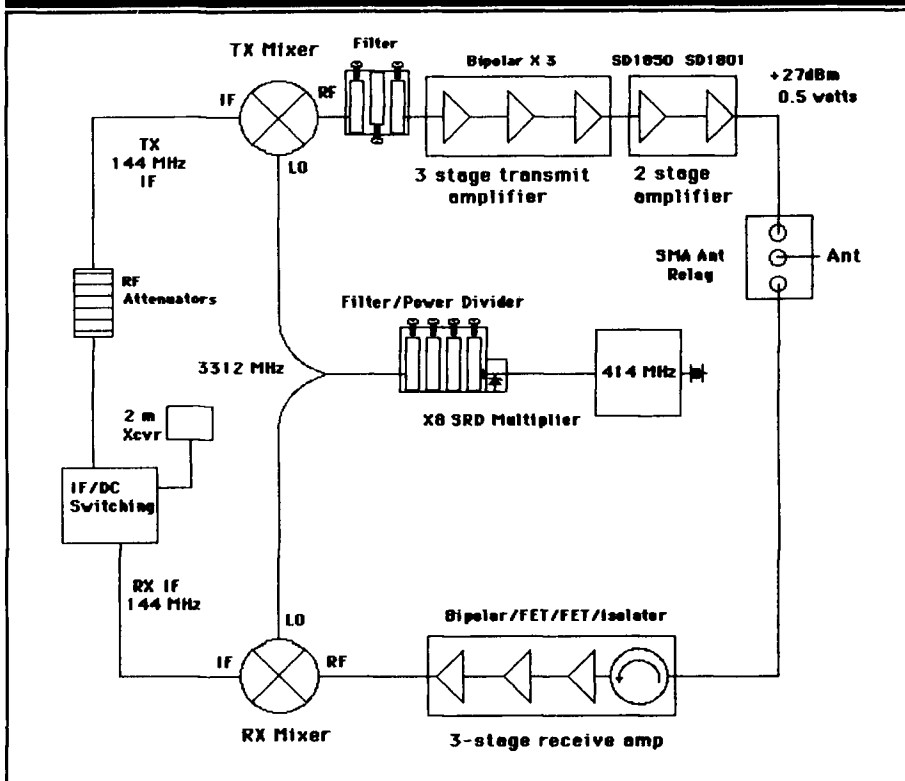 TX Mixer
Filter
Bipolar X 3
SD1850 SD1801
+27dBm
0.5 watts
IF
RF
LO
TX
144 MHz
IF
3 stage transmit
amplifier
2 stage
amplifier
SMA Ant
Relay
Ant
RF
Attenuators
Filter/Power Divider
3312 MHz
414 MHz
X8 SRD Multiplier
2 m
Xcvr
IF/DC
Switching
RX IF
144 MHz
LO
IF
RF
RX Mixer
Bipolar/FET/FET/Isolator
3-stage receive amp